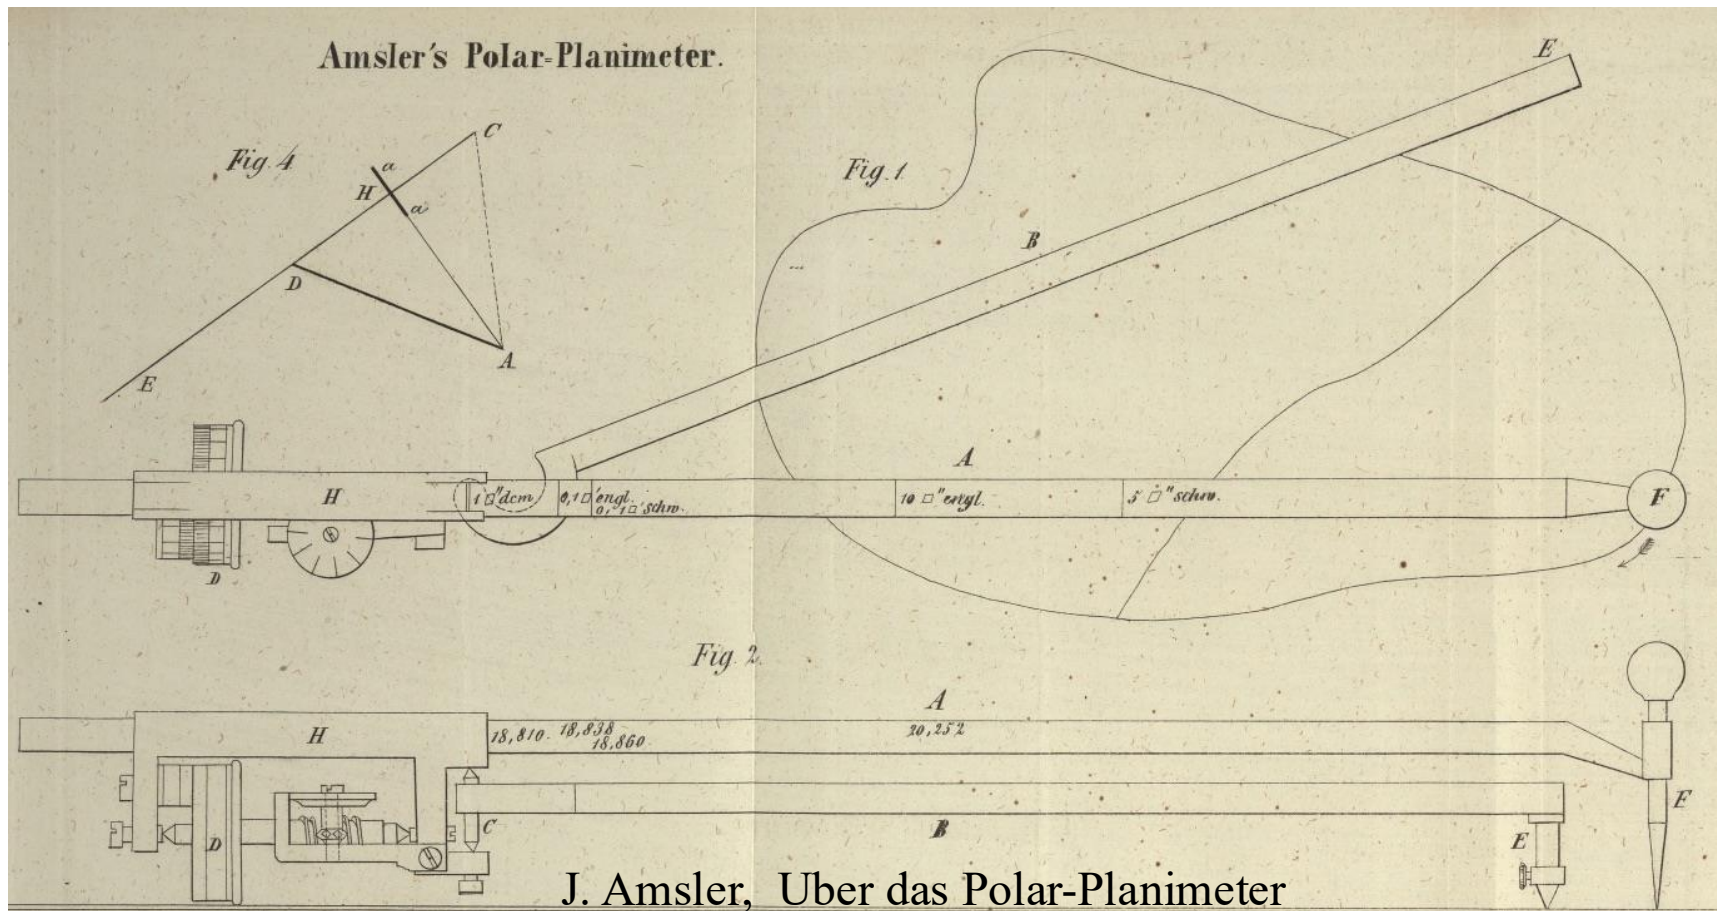 Amsler's Polar-Planimeter.
Fig. 4
C
a
H
a
D
A
E
Fig. 1
E
B
A
H
1 □" dcm
0,1 □' engl.
0, 1 □' schw.
10 □" engl.
5 □" schw.
F
D
Fig. 2
A
H
18,810. 18,838
18,860
20,252
D
C
B
E
F
J. Amsler, Uber das Polar-Planimeter